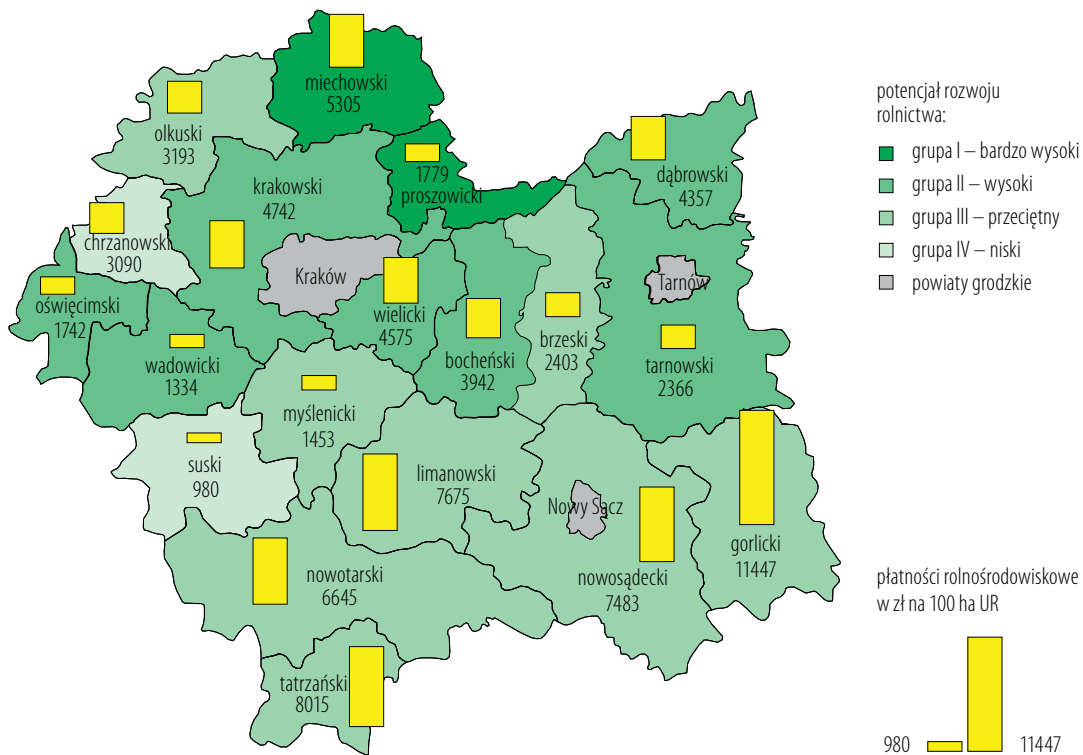 miechowski
5305
olkuski
3193
1779
proszowicki
krakowski
4742
dąbrowski
4357
chrzanowski
3090
Kraków
Tarnów
oświęcimski
1742
wielicki
4575
wadowicki
1334
bocheński
3942
brzeski
2403
tarnowski
2366
myślenicki
1453
suski
980
limanowski
7675
Nowy Sącz
gorlicki
11447
nowotarski
6645
nowosądecki
7483
tatrzański
8015
potencjał rozwoju
rolnictwa:
grupa I – bardzo wysoki
grupa II – wysoki
grupa III – przeciętny
grupa IV – niski
powiaty grodzkie
płatności rolnośrodowiskowe
w zł na 100 ha UR
980 11447